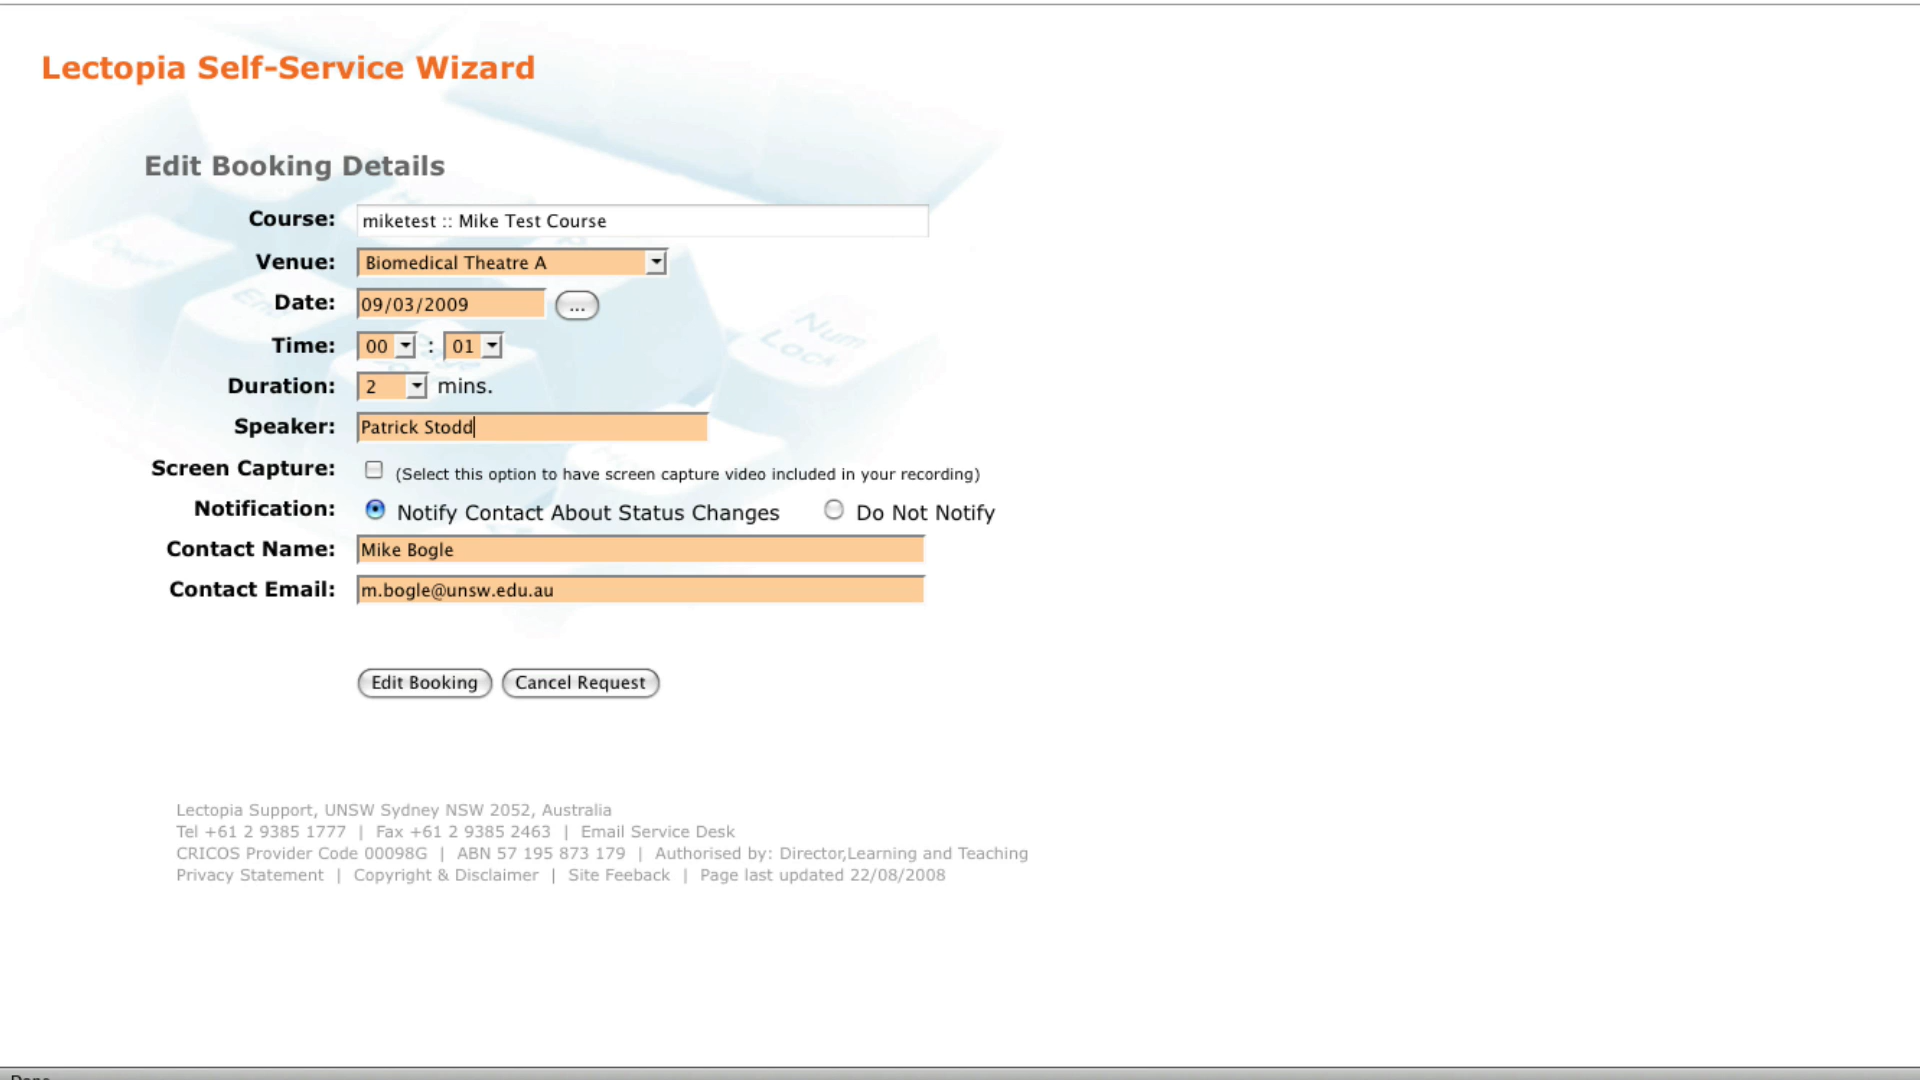 Lectopia Self-Service Wizard
Edit Booking Details
Course: miketest :: Mike Test Course
Venue: Biomedical Theatre A
Date: 09/03/2009 ...
Time: 00 : 01
Duration: 2 mins.
Speaker: Patrick Stodd
Screen Capture: (Select this option to have screen capture video included in your recording)
Notification: Notify Contact About Status Changes Do Not Notify
Contact Name: Mike Bogle
Contact Email: m.bogle@unsw.edu.au
Edit Booking Cancel Request
Lectopia Support, UNSW Sydney NSW 2052, Australia
Tel +61 2 9385 1777 | Fax +61 2 9385 2463 | Email Service Desk
CRICOS Provider Code 00098G | ABN 57 195 873 179 | Authorised by: Director,Learning and Teaching
Privacy Statement | Copyright & Disclaimer | Site Feeback | Page last updated 22/08/2008